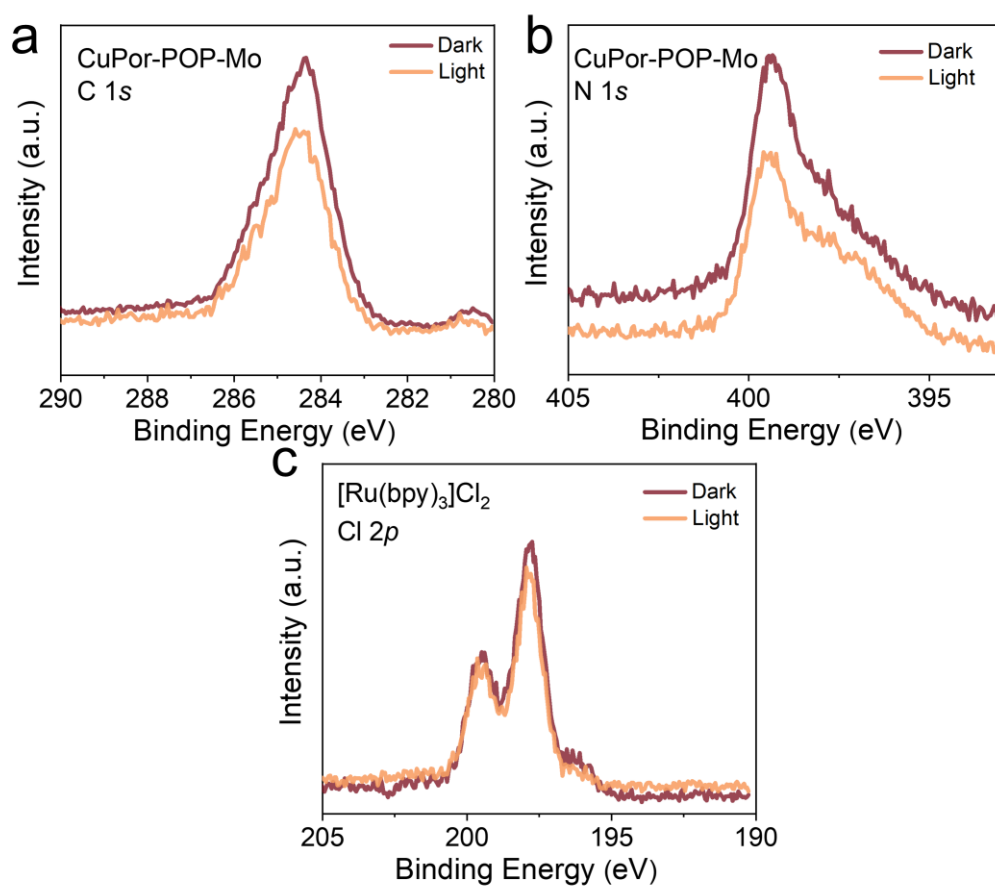 a
CuPor-POP-Mo
C 1s
Dark
Light
Intensity (a.u.)
290 288 286 284 282 280
Binding Energy (eV)
b
CuPor-POP-Mo
N 1s
Dark
Light
Intensity (a.u.)
405 400 395
Binding Energy (eV)
c
[Ru(bpy)₃]Cl₂
Cl 2p
Dark
Light
Intensity (a.u.)
205 200 195 190
Binding Energy (eV)